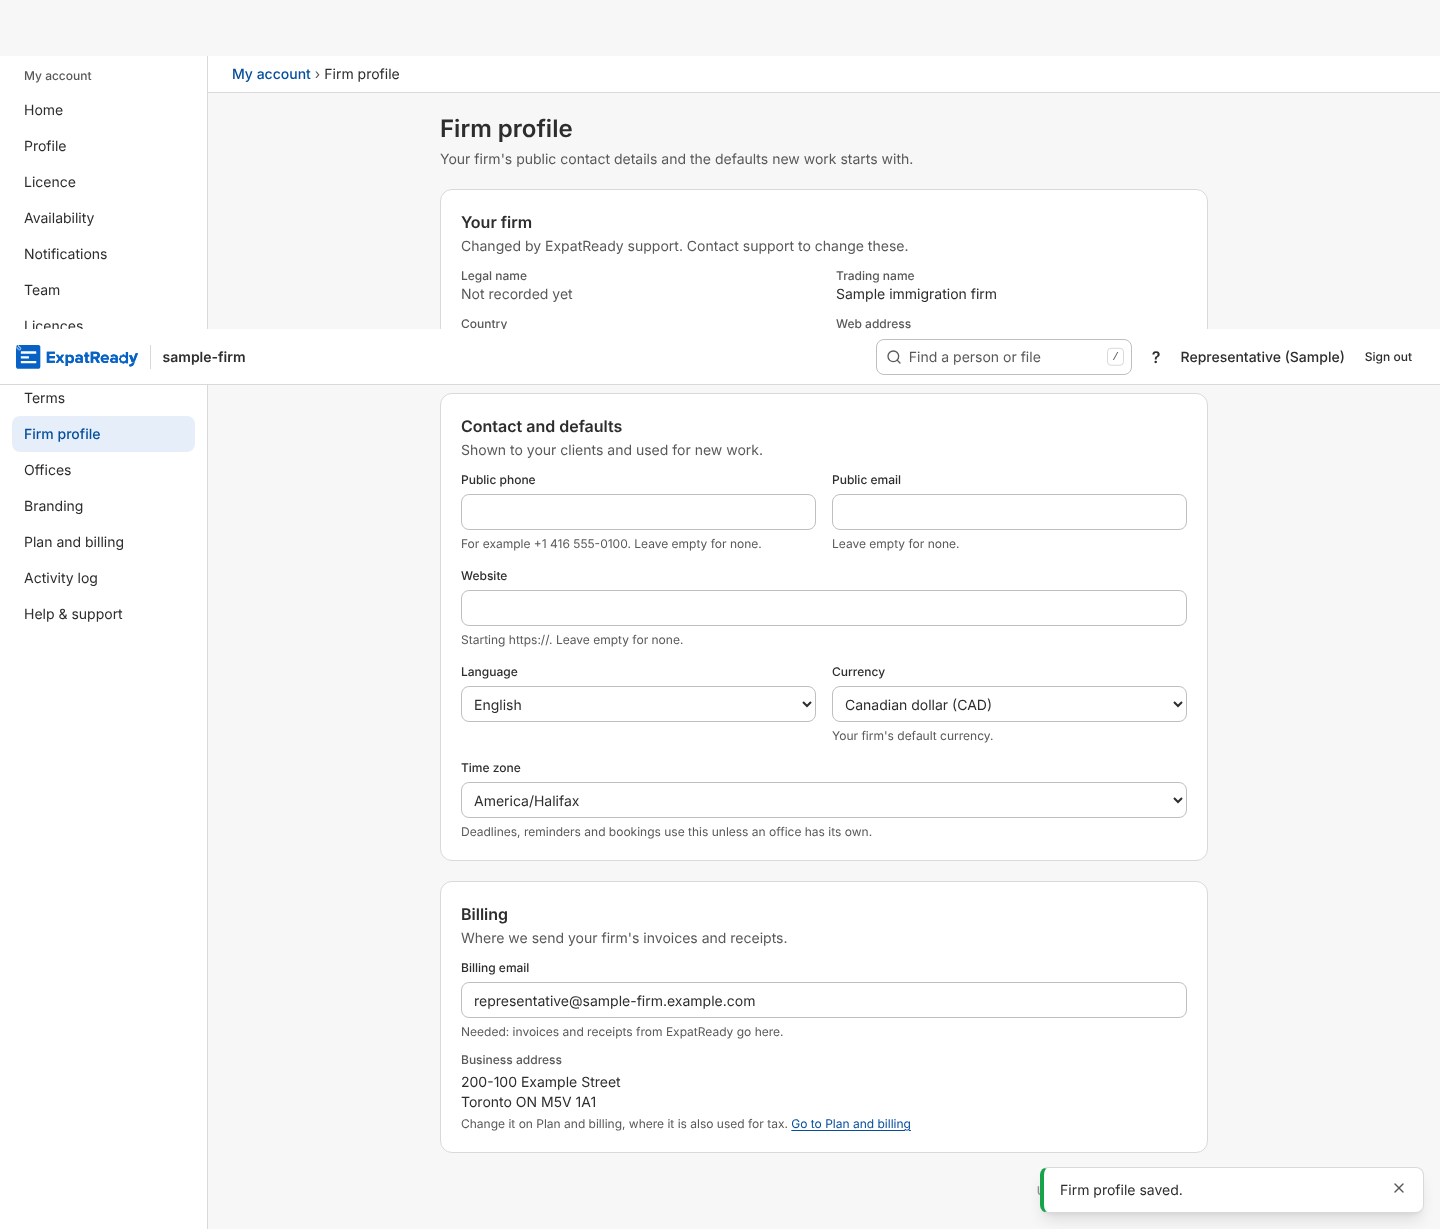 My account
Home
Profile
Licence
Availability
Notifications
Team
Licences
Terms
Firm profile
Offices
Branding
Plan and billing
Activity log
Help & support
My account › Firm profile
Firm profile
Your firm's public contact details and the defaults new work starts with.
Your firm
Changed by ExpatReady support. Contact support to change these.
Legal name
Not recorded yet
Trading name
Sample immigration firm
Country
Web address
ExpatReady
sample-firm
Find a person or file
/
?
Representative (Sample)
Sign out
Contact and defaults
Shown to your clients and used for new work.
Public phone
For example +1 416 555-0100. Leave empty for none.
Public email
Leave empty for none.
Website
Starting https://. Leave empty for none.
Language
English
Currency
Canadian dollar (CAD)
Your firm's default currency.
Time zone
America/Halifax
Deadlines, reminders and bookings use this unless an office has its own.
Billing
Where we send your firm's invoices and receipts.
Billing email
representative@sample-firm.example.com
Needed: invoices and receipts from ExpatReady go here.
Business address
200-100 Example Street
Toronto ON M5V 1A1
Change it on Plan and billing, where it is also used for tax. Go to Plan and billing
Firm profile saved.